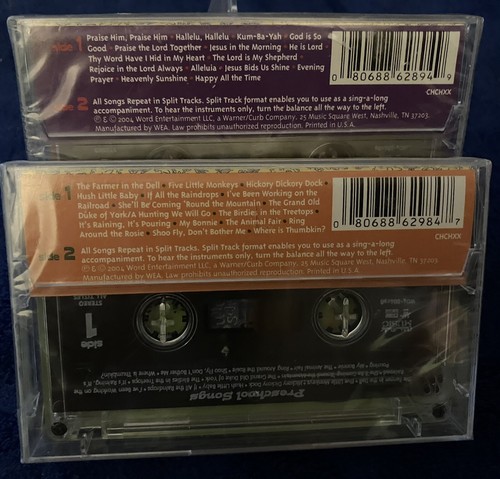 Side 1
Praise Him, Praise Him • Hallelu, Hallelu • Kum-Ba-Yah • God is So
Good • Praise the Lord Together • Jesus in the Morning • He is Lord •
Thy Word Have I Hid in My Heart • The Lord is My Shepherd •
Rejoice in the Lord Always • Alleluia • Jesus Bids Us Shine • Evening
Prayer • Heavenly Sunshine • Happy All the Time
0 80688 62894 9
CHCHXX
Side 2
All Songs Repeat in Split Tracks. Split Track format enables you to use as a sing-a-long
accompaniment. To hear the instruments only, turn the balance all the way to the left.
℗ & © 2004 Word Entertainment LLC, a Warner/Curb Company. 25 Music Square West, Nashville, TN 37203.
Manufactured by WEA. Law prohibits unauthorized reproduction. Printed in U.S.A.
Side 1
The Farmer in the Dell • Five Little Monkeys • Hickory Dickory Dock •
Hush Little Baby • If All the Raindrops • I've Been Working on the
Railroad • She'll Be Coming 'Round the Mountain • The Grand Old
Duke of York/A Hunting We Will Go • The Birdies in the Treetops •
It's Raining, It's Pouring • My Bonnie • The Animal Fair • Ring
Around the Rosie • Shoo Fly, Don't Bother Me • Where is Thumbkin?
0 80688 62984 7
CHCHXX
Side 2
All Songs Repeat in Split Tracks. Split Track format enables you to use as a sing-a-long
accompaniment. To hear the instruments only, turn the balance all the way to the left.
℗ & © 2004 Word Entertainment LLC, a Warner/Curb Company. 25 Music Square West, Nashville, TN 37203.
Manufactured by WEA. Law prohibits unauthorized reproduction. Printed in U.S.A.
STEREO
side 1
Preschool Songs